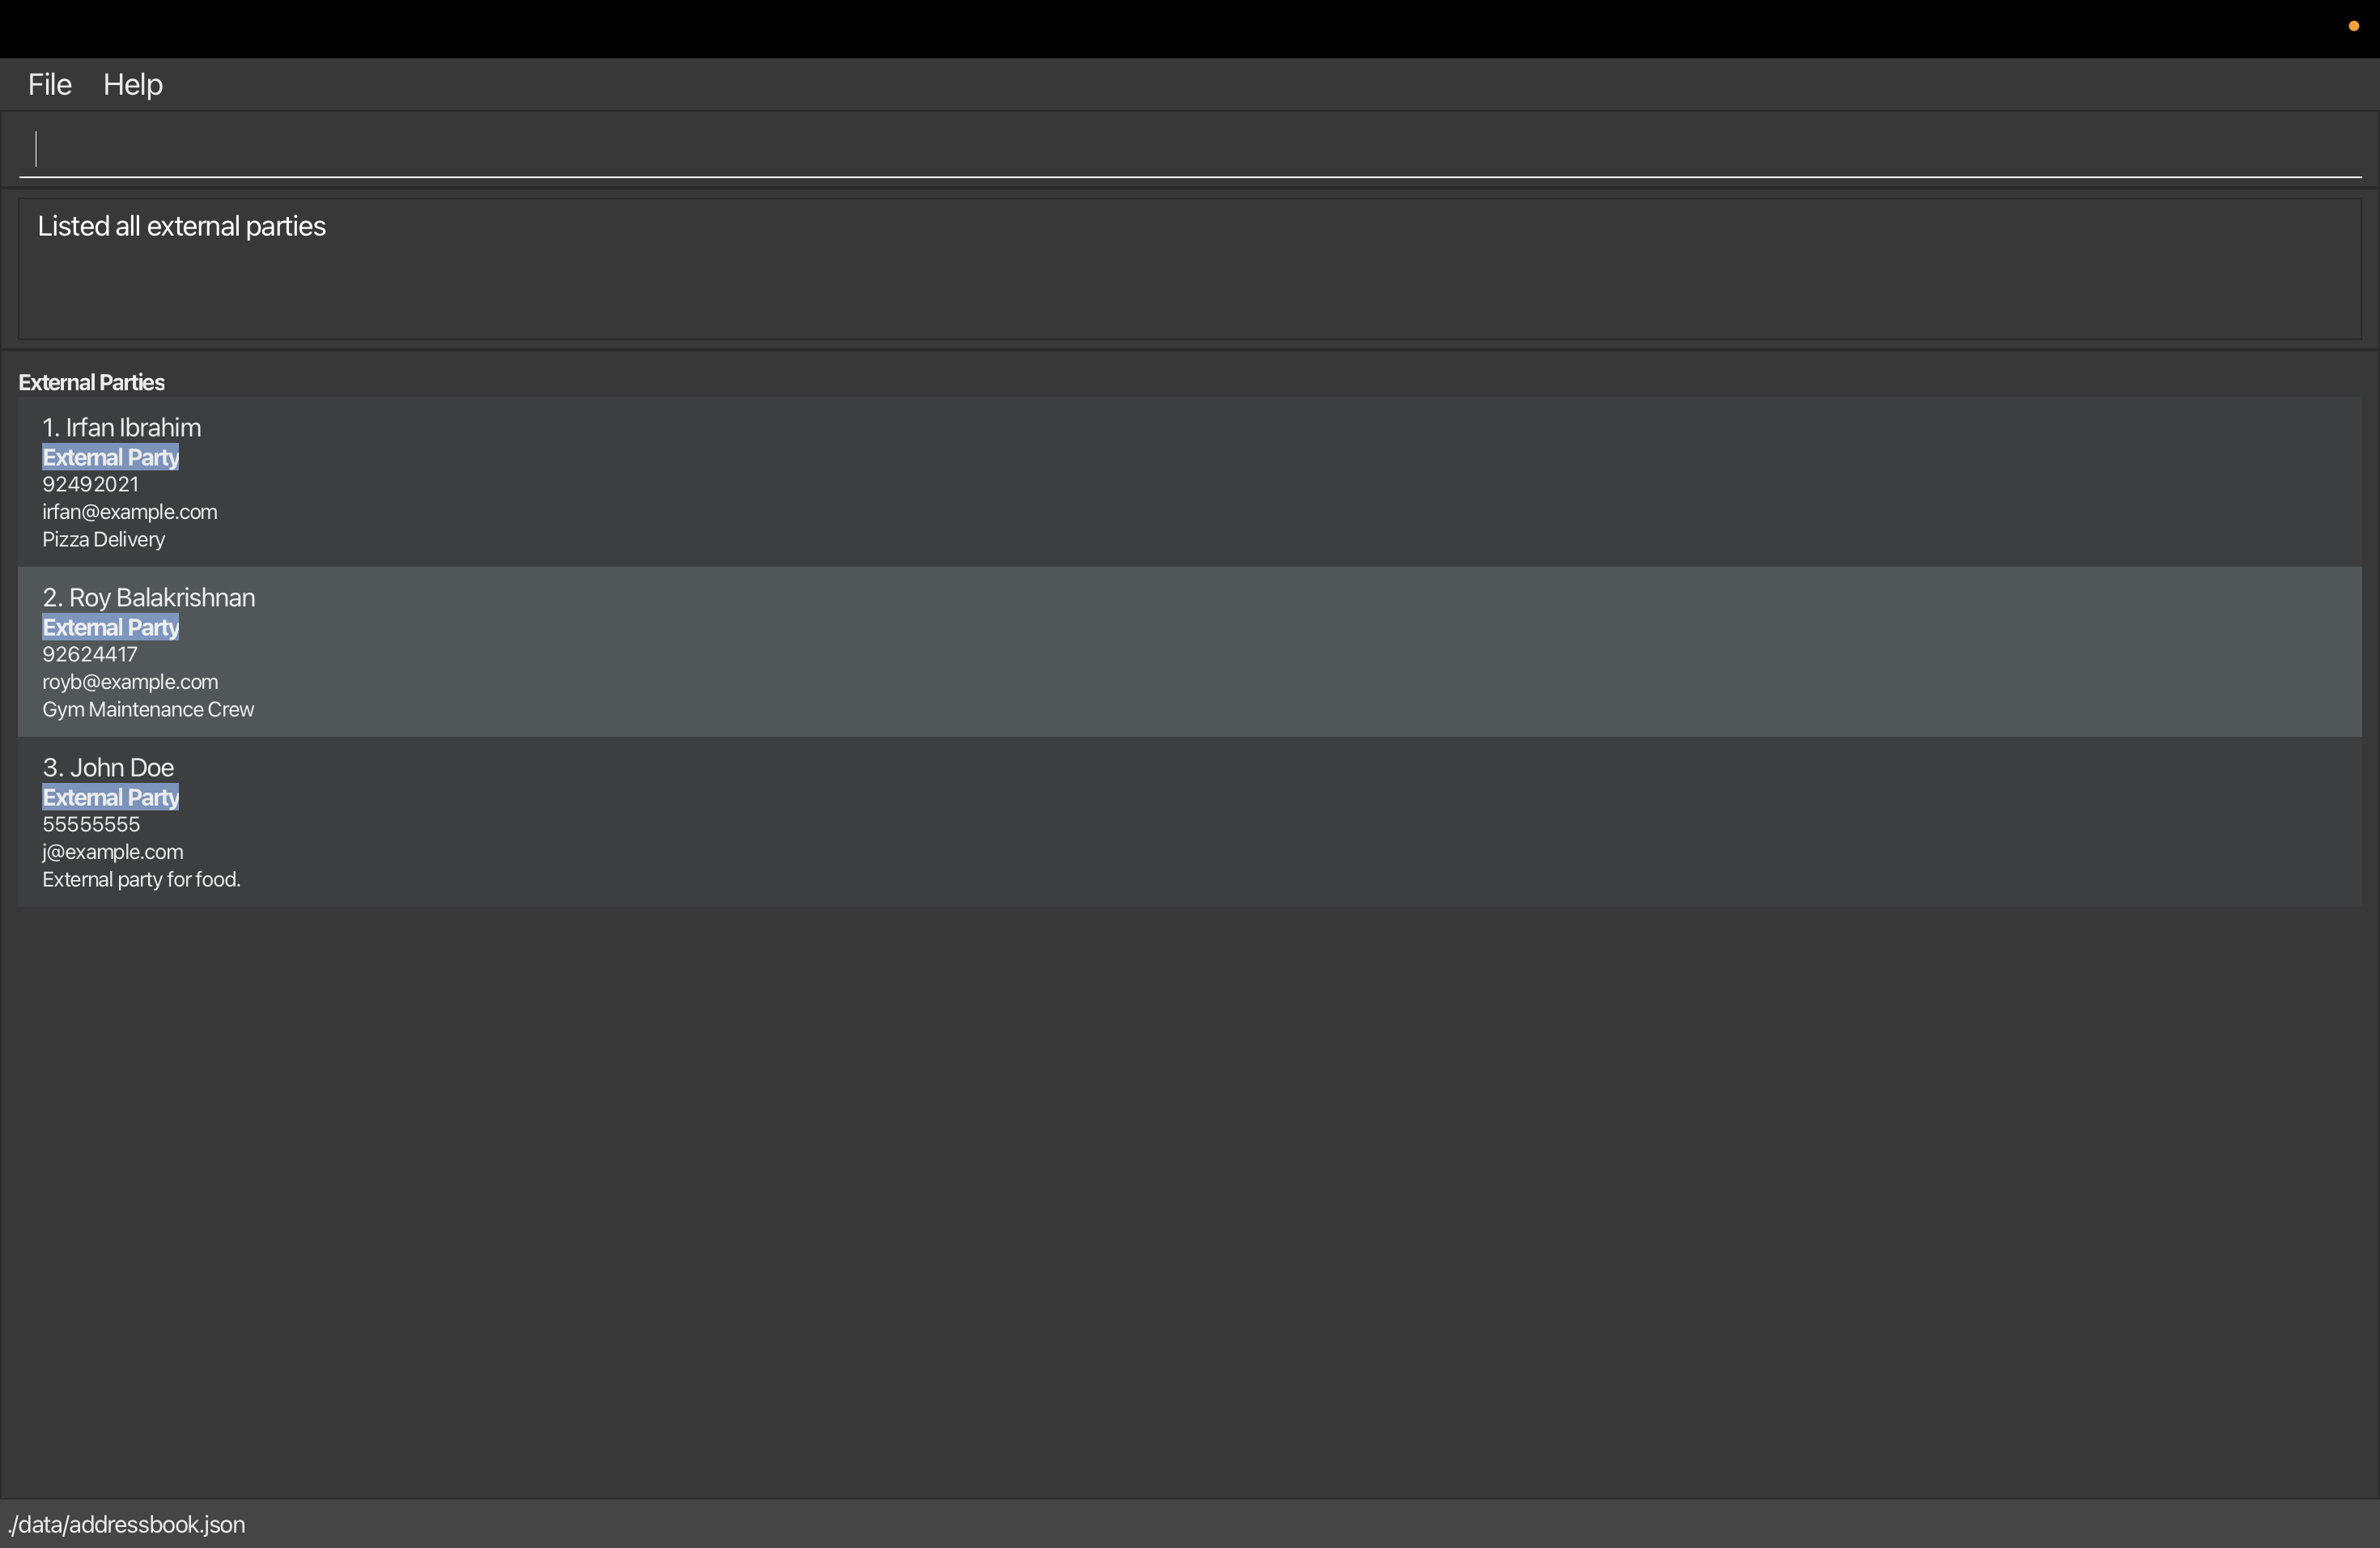 File Help
Listed all external parties
External Parties
1. Irfan Ibrahim
External Party
92492021
irfan@example.com
Pizza Delivery
2. Roy Balakrishnan
External Party
92624417
royb@example.com
Gym Maintenance Crew
3. John Doe
External Party
55555555
j@example.com
External party for food.
./data/addressbook.json